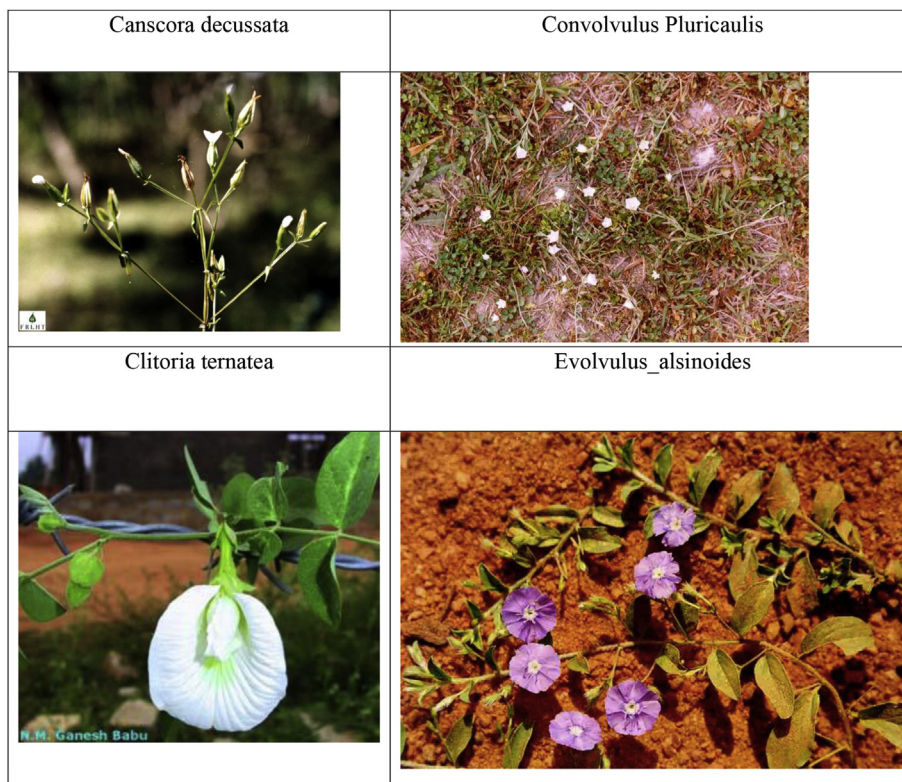 Canscora decussata
Convolvulus Pluricaulis
FRLHT
Clitoria ternatea
Evolvulus_alsinoides
N.M. Ganesh Babu